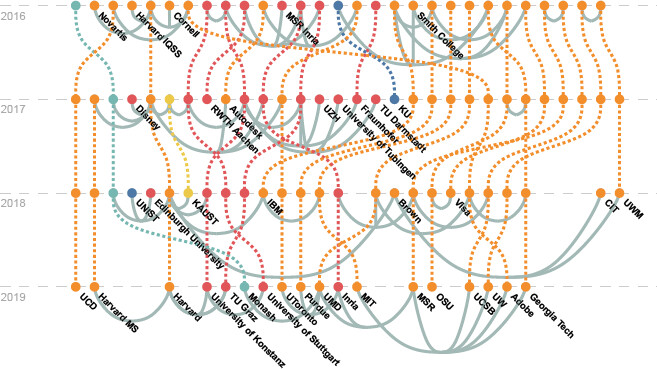 2016
Novartis
Harvard IQSS
Cornell
MSR Inria
Smith College
2017
Disney
RWTH Aachen
Autodesk
UZH
University of Tubingen
Fraunhofer
TU Darmstadt
KU
2018
UNIST
Edinburgh University
KAUST
IBM
Brown
Visa
CIT
UWM
2019
UCD
Harvard MS
Harvard
University of Konstanz
TU Graz
Monash
University of Stuttgart
UToronto
Purdue
UMD
Inria
MIT
MSR
OSU
UCSB
UW
Adobe
Georgia Tech